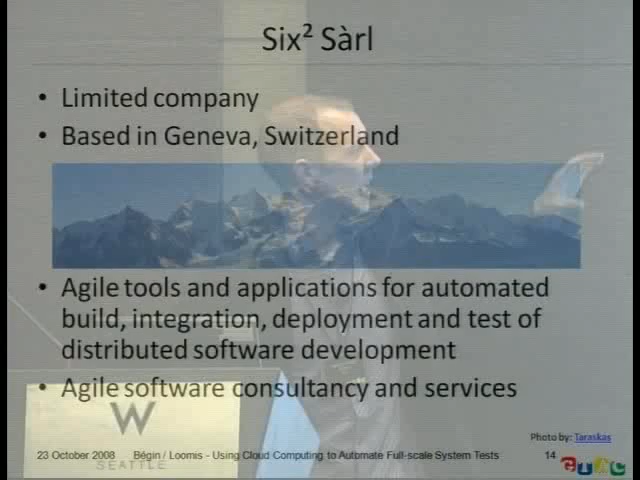 Six² Sàrl
• Limited company
• Based in Geneva, Switzerland
• Agile tools and applications for automated
build, integration, deployment and test of
distributed software development
• Agile software consultancy and services
W
SEATTLE
Photo by: Taraskas
23 October 2008 Bégin / Loomis - Using Cloud Computing to Automate Full-scale System Tests 14